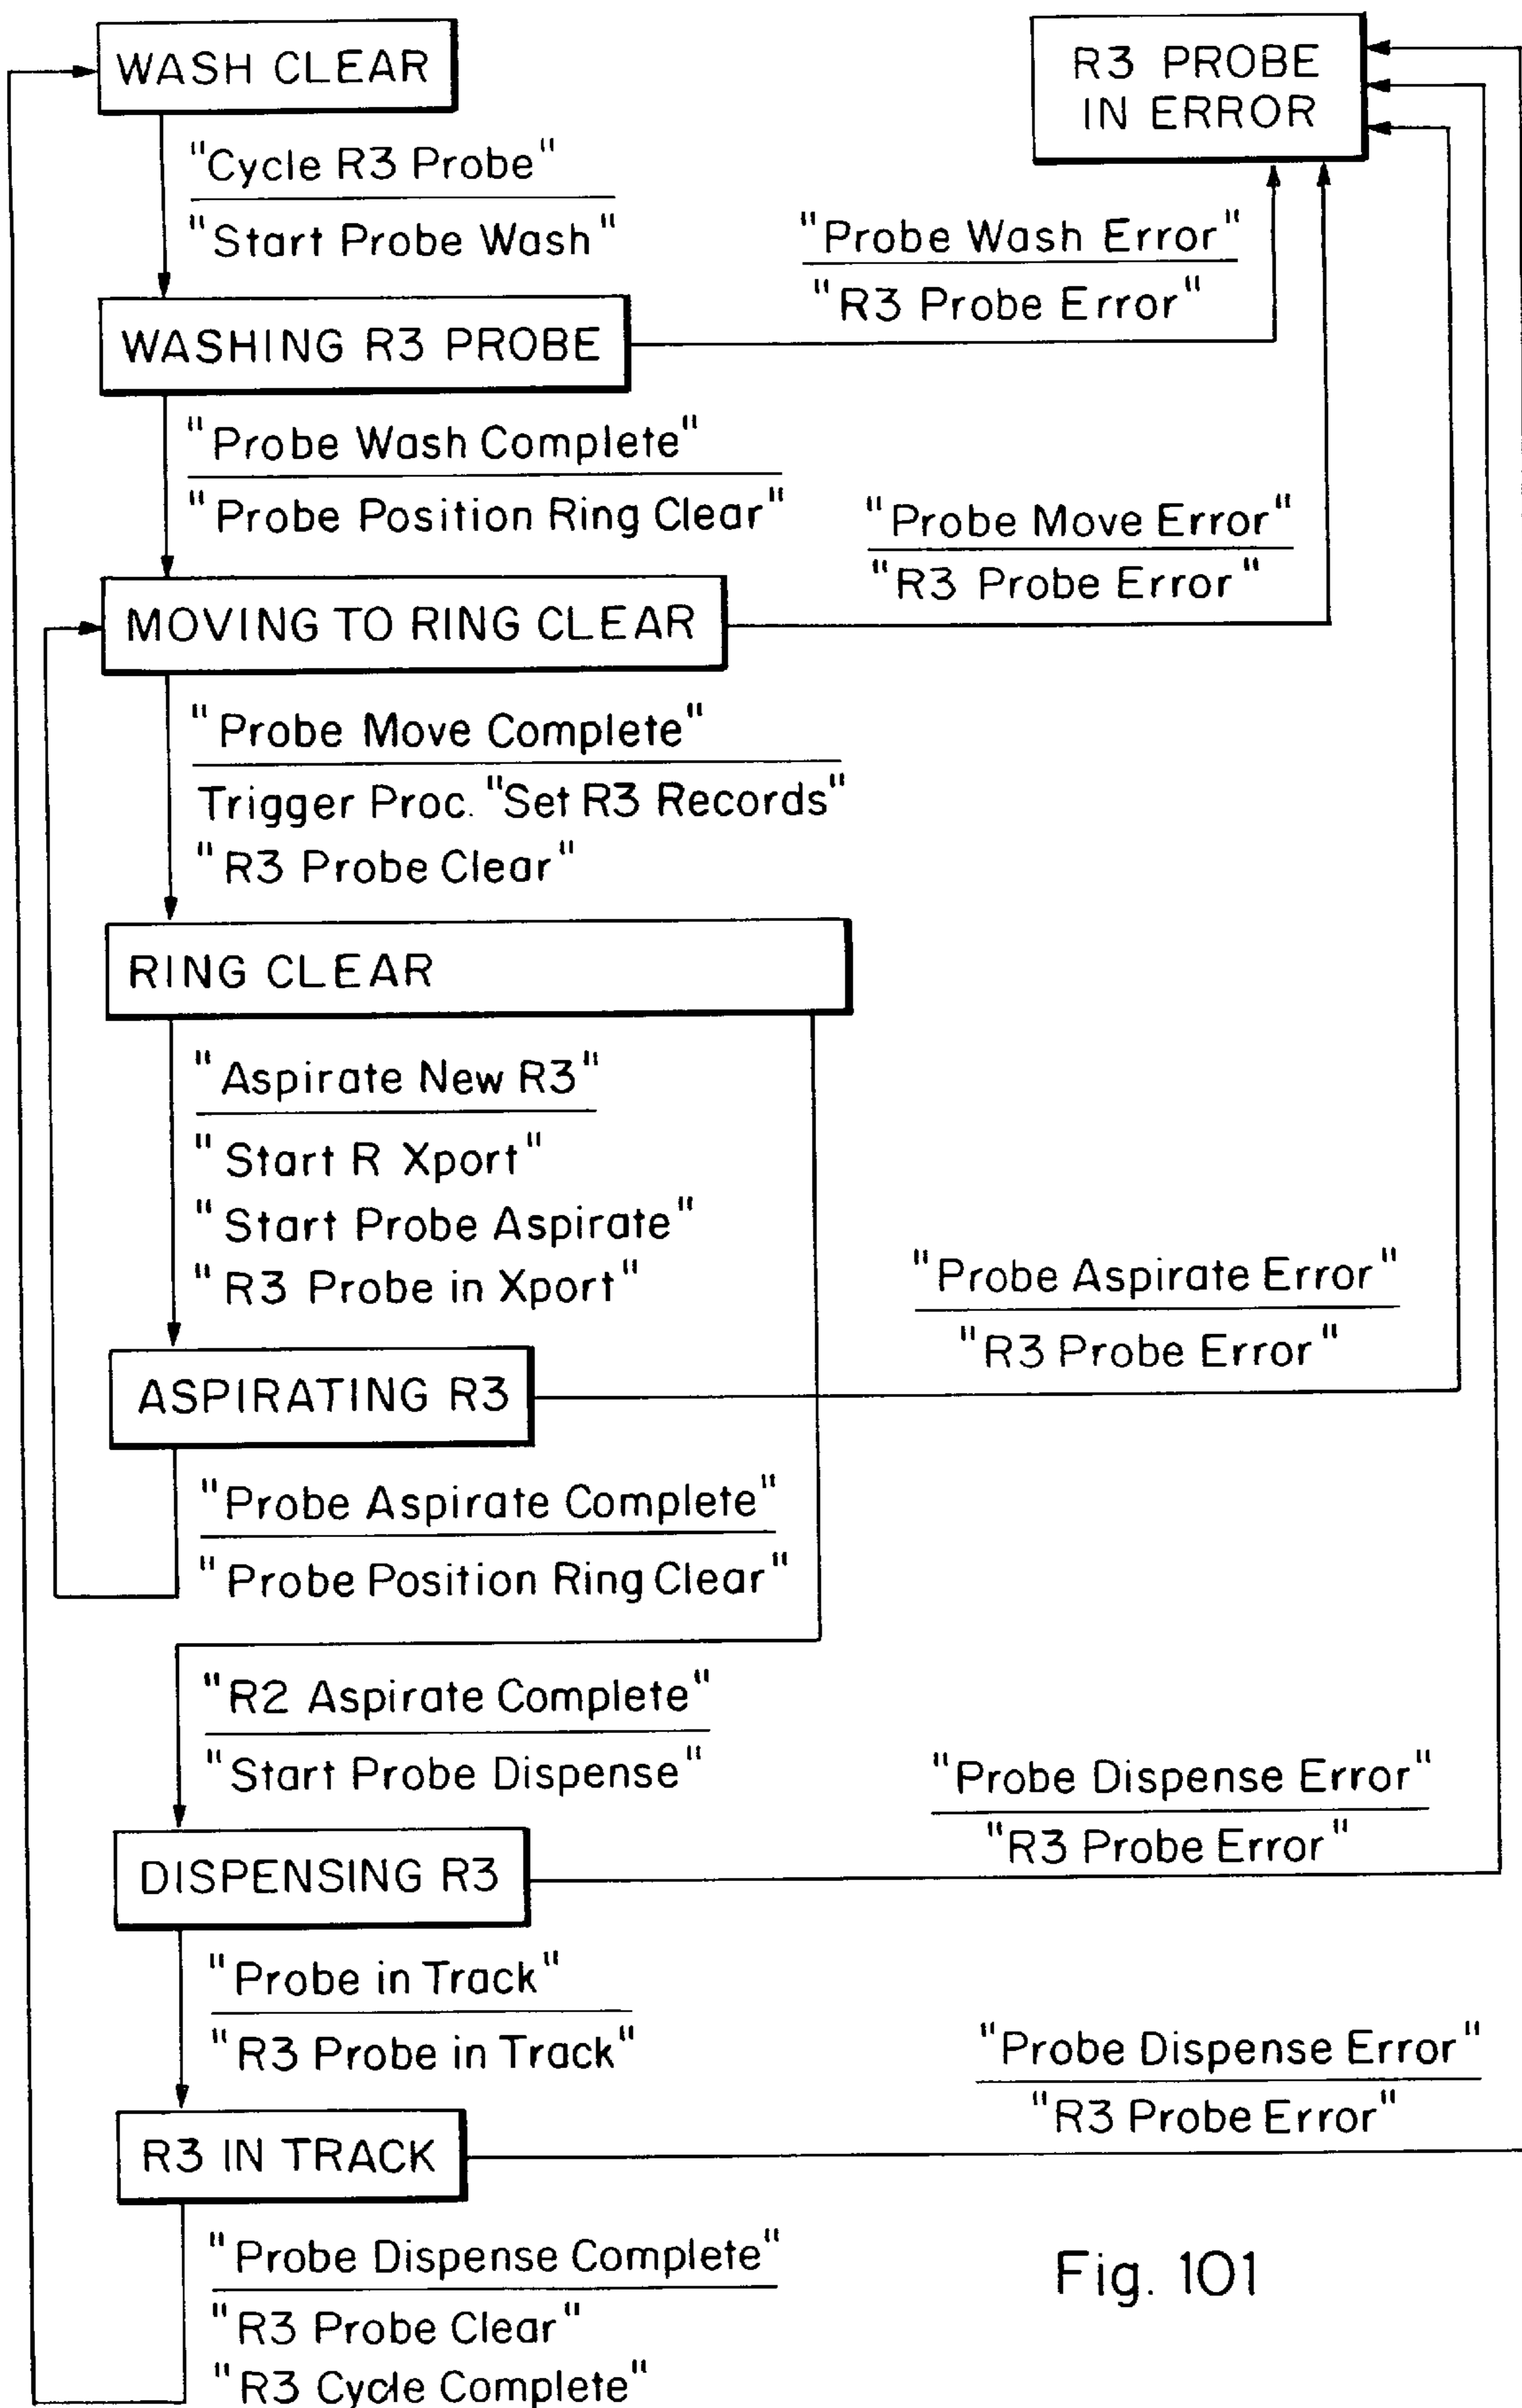 WASH CLEAR
R3 PROBE
IN ERROR
"Cycle R3 Probe"
"Start Probe Wash"
"Probe Wash Error"
"R3 Probe Error"
WASHING R3 PROBE
"Probe Wash Complete"
"Probe Position Ring Clear"
"Probe Move Error"
"R3 Probe Error"
MOVING TO RING CLEAR
"Probe Move Complete"
Trigger Proc. "Set R3 Records"
"R3 Probe Clear"
RING CLEAR
"Aspirate New R3"
"Start R Xport"
"Start Probe Aspirate"
"R3 Probe in Xport"
"Probe Aspirate Error"
"R3 Probe Error"
ASPIRATING R3
"Probe Aspirate Complete"
"Probe Position Ring Clear"
"R2 Aspirate Complete"
"Start Probe Dispense"
"Probe Dispense Error"
"R3 Probe Error"
DISPENSING R3
"Probe in Track"
"R3 Probe in Track"
"Probe Dispense Error"
"R3 Probe Error"
R3 IN TRACK
"Probe Dispense Complete"
"R3 Probe Clear"
"R3 Cycle Complete"
Fig. 101